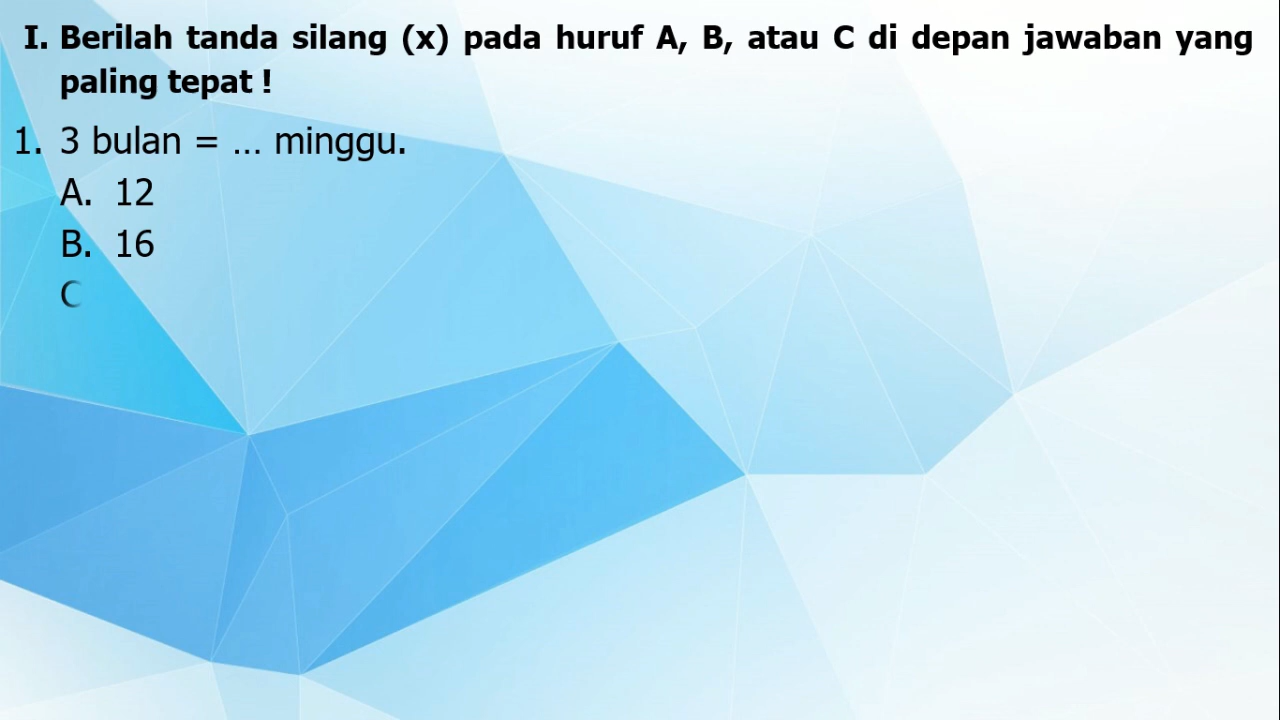 I. Berilah tanda silang (x) pada huruf A, B, atau C di depan jawaban yang
paling tepat !
1. 3 bulan = ... minggu.
A. 12
B. 16
C